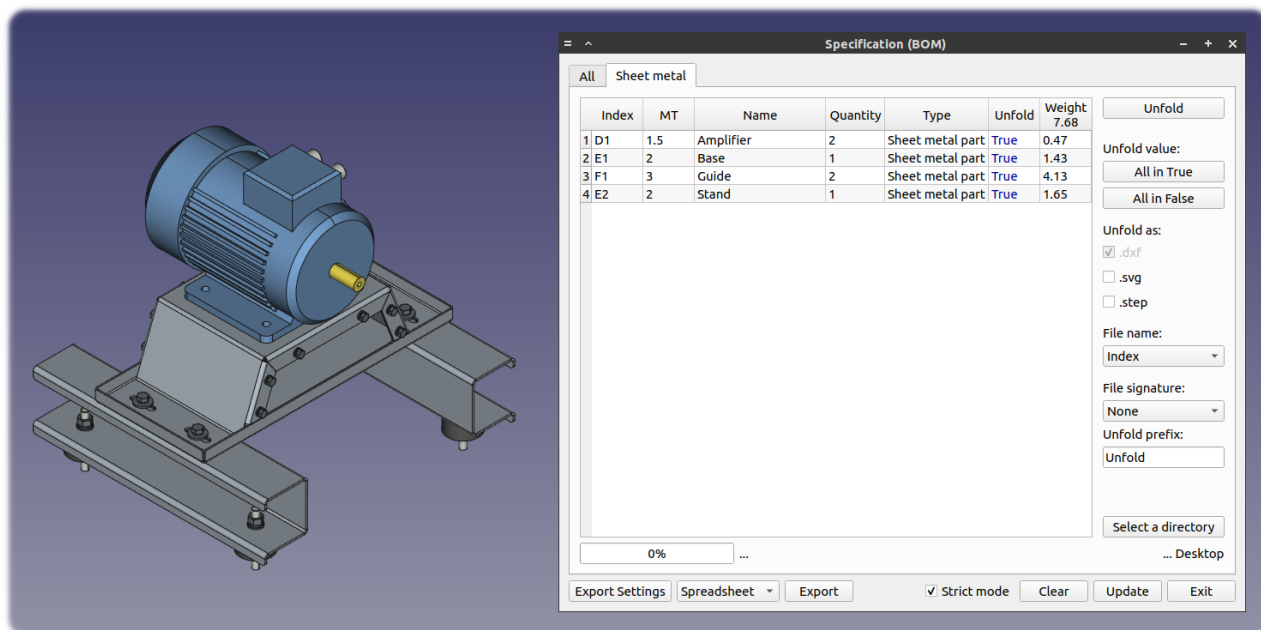 Specification (BOM)
All Sheet metal
Index MT Name Quantity Type Unfold Weight 7.68
1 D1 1.5 Amplifier 2 Sheet metal part True 0.47
2 E1 2 Base 1 Sheet metal part True 1.43
3 F1 3 Guide 2 Sheet metal part True 4.13
4 E2 2 Stand 1 Sheet metal part True 1.65
Unfold
Unfold value:
All in True
All in False
Unfold as:
.dxf
.svg
.step
File name:
Index
File signature:
None
Unfold prefix:
Unfold
Select a directory
0% ... ... Desktop
Export Settings Spreadsheet Export Strict mode Clear Update Exit